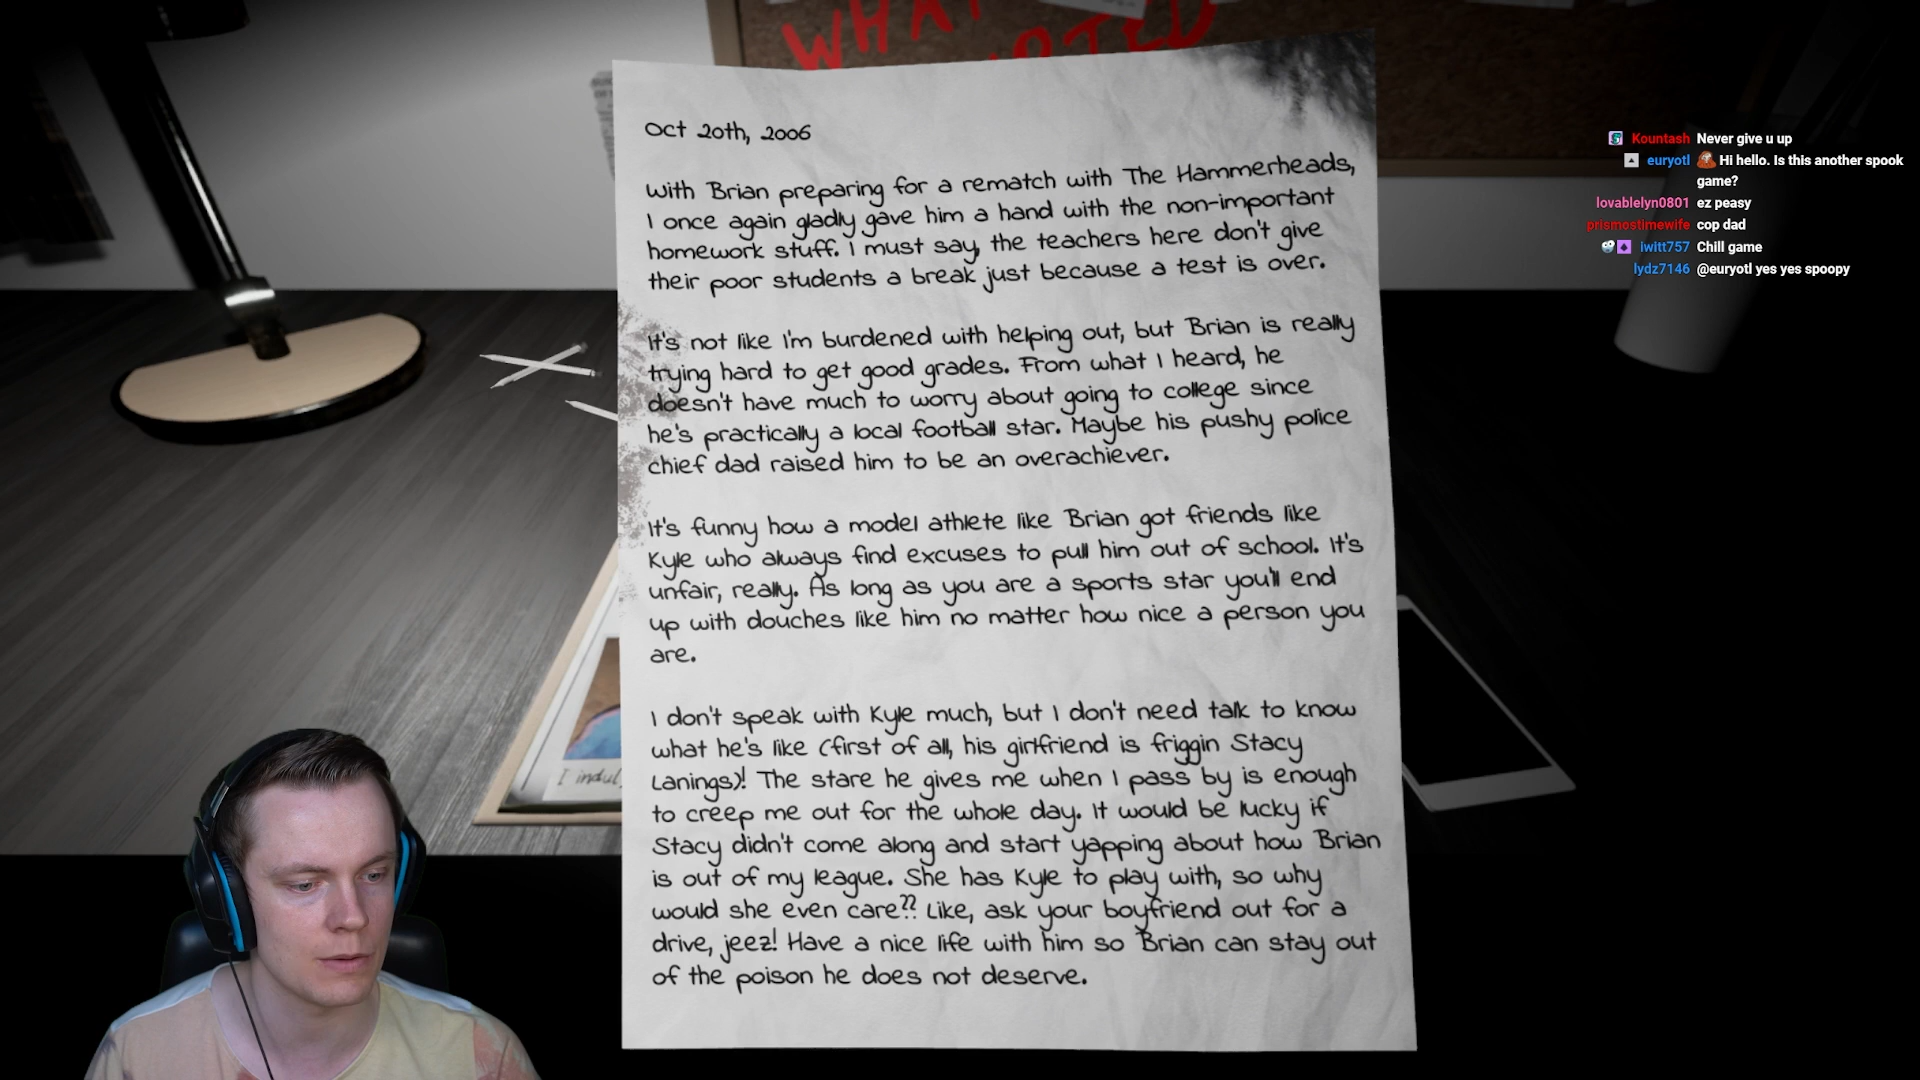 WHA
OTED
Oct 20th, 2006
With Brian preparing for a rematch with The Hammerheads,
I once again gladly gave him a hand with the non-important
homework stuff. I must say, the teachers here don't give
their poor students a break just because a test is over.
It's not like I'm burdened with helping out, but Brian is really
trying hard to get good grades. From what I heard, he
doesn't have much to worry about going to college since
he's practically a local football star. Maybe his pushy police
chief dad raised him to be an overachiever.
It's funny how a model athlete like Brian got friends like
Kyle who always find excuses to pull him out of school. It's
unfair, really. As long as you are a sports star you'll end
up with douches like him no matter how nice a person you
are.
I don't speak with Kyle much, but I don't need talk to know
what he's like (first of all, his girlfriend is friggin Stacy
Lanings)! The stare he gives me when I pass by is enough
to creep me out for the whole day. It would be lucky if
Stacy didn't come along and start yapping about how Brian
is out of my league. She has Kyle to play with, so why
would she even care?? Like, ask your boyfriend out for a
drive, jeez! Have a nice life with him so Brian can stay out
of the poison he does not deserve.
I indul
Kountash Never give u up
euryotl Hi hello. Is this another spook
game?
lovablelyn0801 ez peasy
prismostimewife cop dad
iwitt757 Chill game
lydz7146 @euryotl yes yes spoopy